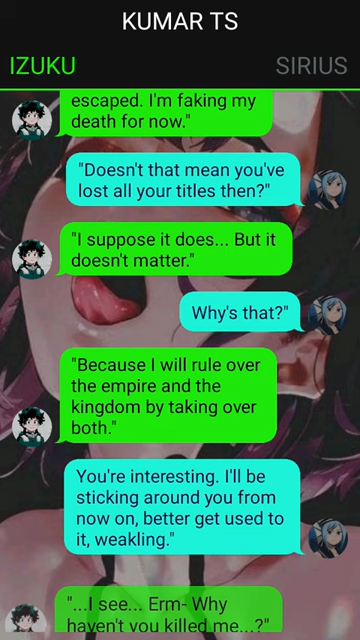 KUMAR TS
IZUKU
SIRIUS
escaped. I'm faking my
death for now."
"Doesn't that mean you've
lost all your titles then?"
"I suppose it does... But it
doesn't matter."
Why's that?"
"Because I will rule over
the empire and the
kingdom by taking over
both."
You're interesting. I'll be
sticking around you from
now on, better get used to
it, weakling."
"...I see... Erm- Why
haven't you killed me...?"